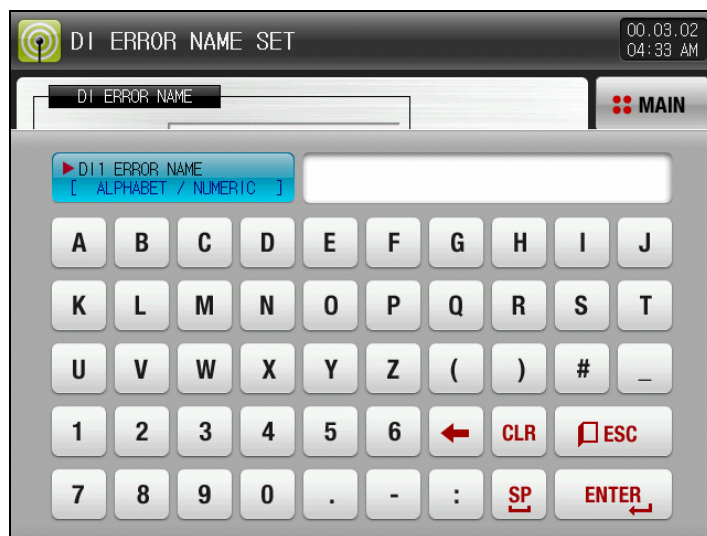 DI ERROR NAME SET
00.03.02
04:33 AM
DI ERROR NAME
MAIN
DI1 ERROR NAME
[ ALPHABET / NUMERIC ]
A B C D E F G H I J
K L M N O P Q R S T
U V W X Y Z ( ) # _
1 2 3 4 5 6 CLR ESC
7 8 9 0 . - : SP ENTER